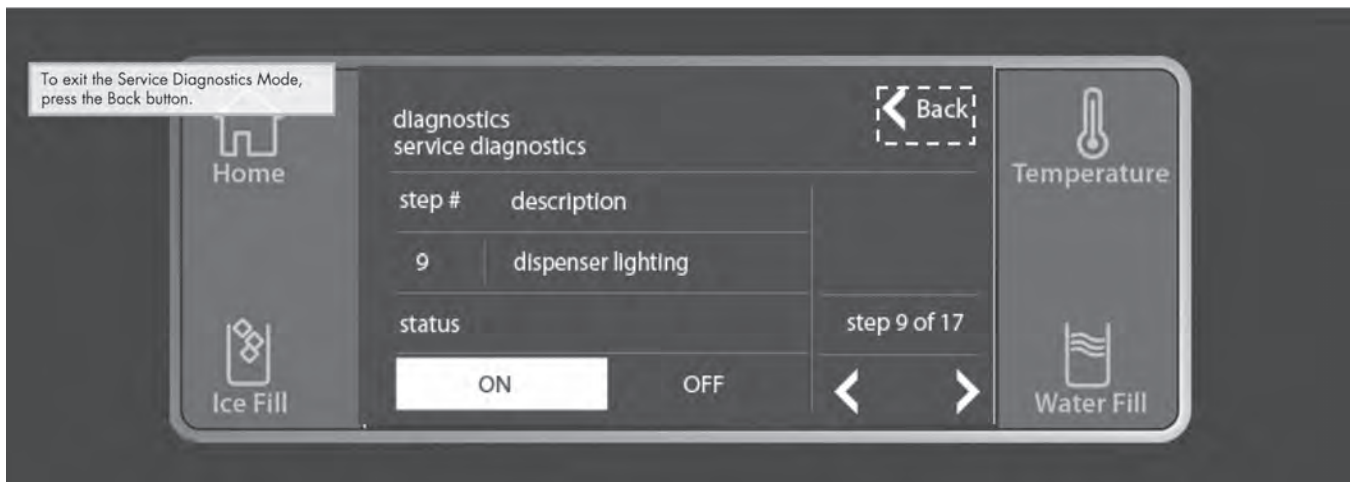 To exit the Service Diagnostics Mode,
press the Back button.
Home
Ice Fill
diagnostics
service diagnostics
Back
step # description
9 dispenser lighting
status
ON OFF
step 9 of 17
Temperature
Water Fill